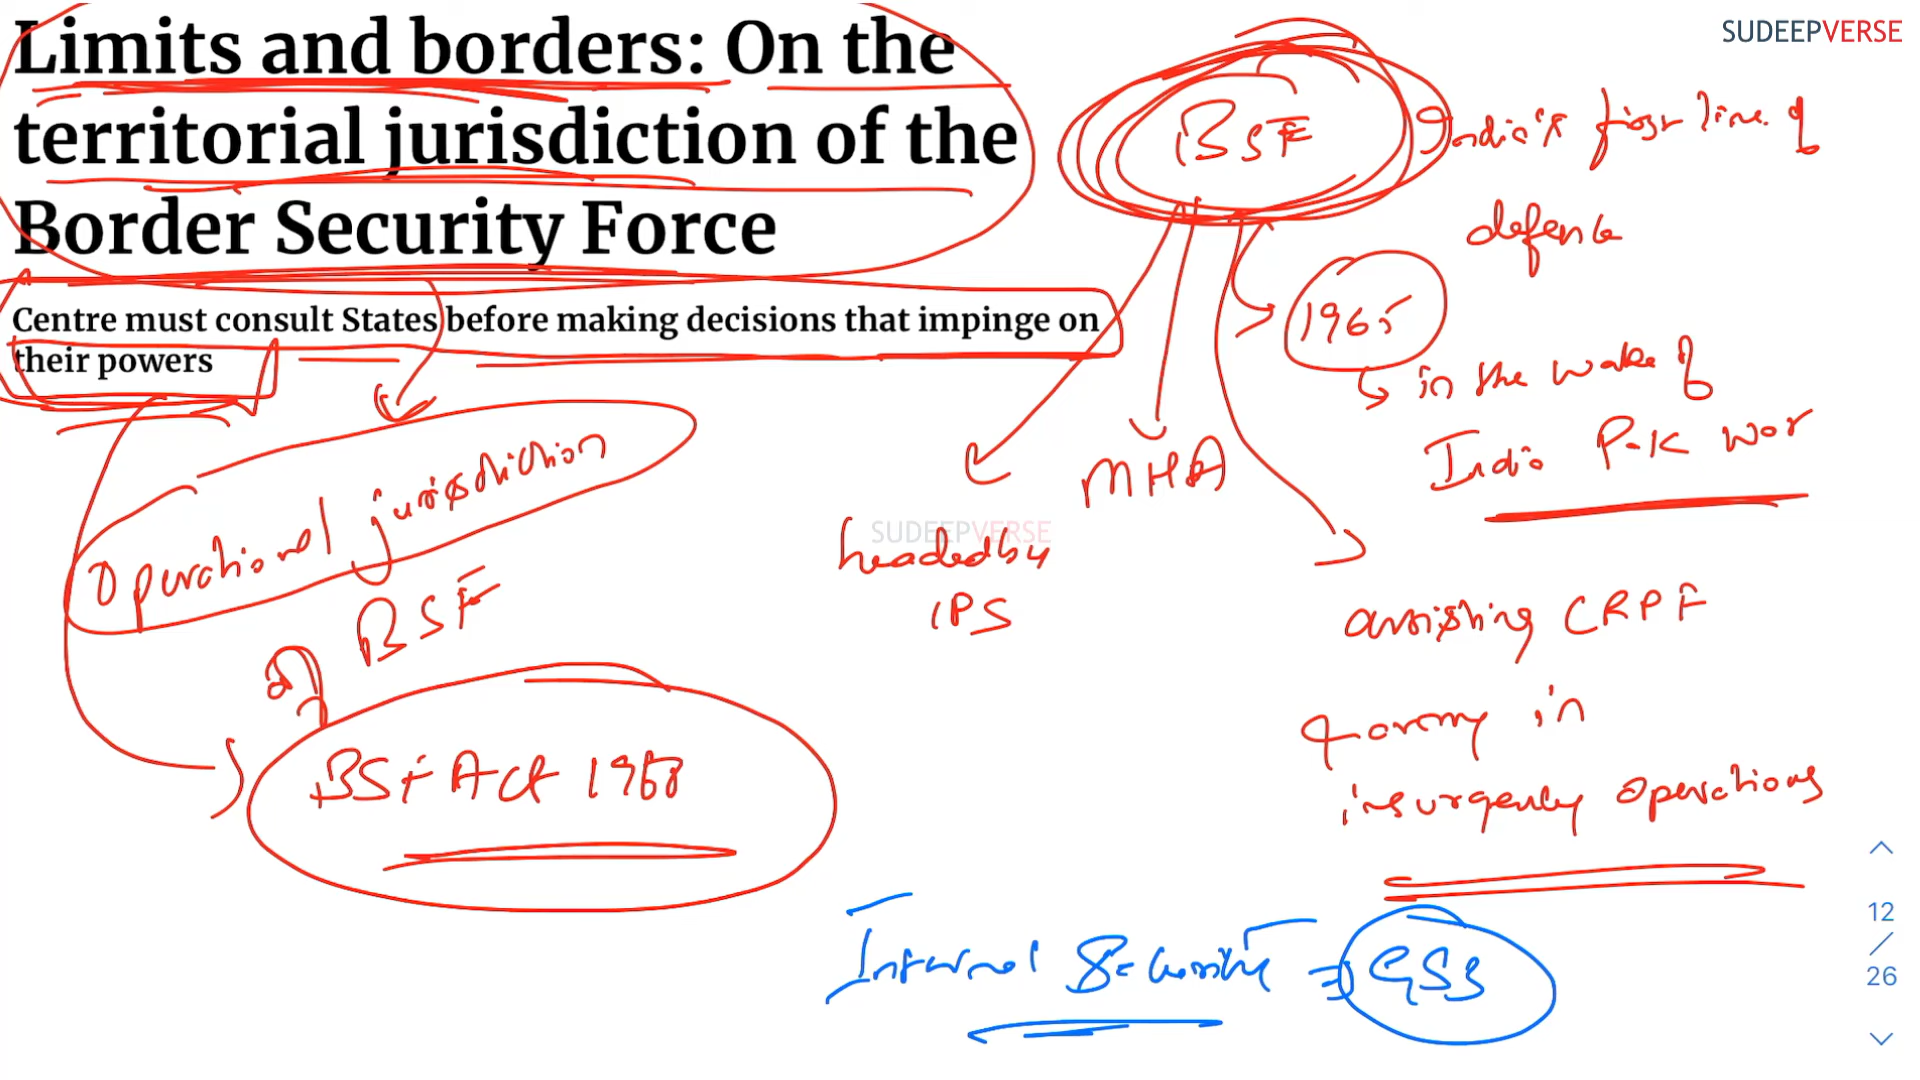 Limits and borders: On the
territorial jurisdiction of the
Border Security Force
Centre must consult States before making decisions that impinge on
their powers
SUDEEPVERSE
BSF
India's first line of
defence
1965
in the wake of
India Pak war
MHA
headed by
IPS
SUDEEPVERSE
assisting CRPF
in
insurgency operations
Operational jurisdiction
of BSF
BSF Act 1968
Internal Security ⇒ GS3
12
/
26